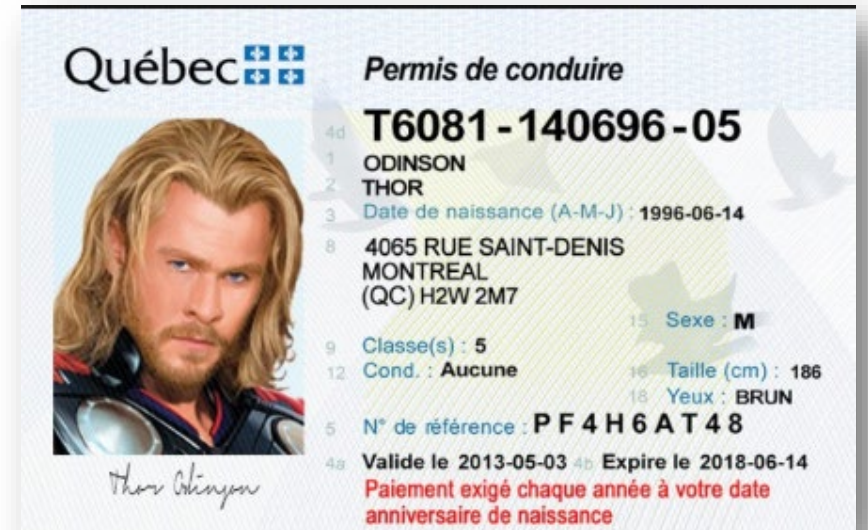 Québec
Permis de conduire
4d T6081-140696-05
1 ODINSON
2 THOR
3 Date de naissance (A-M-J) : 1996-06-14
8 4065 RUE SAINT-DENIS
MONTREAL
(QC) H2W 2M7
15 Sexe : M
9 Classe(s) : 5
12 Cond. : Aucune
16 Taille (cm) : 186
18 Yeux : BRUN
5 N° de référence : PF4H6AT48
4a Valide le 2013-05-03 4b Expire le 2018-06-14
Thor Odinson
Paiement exigé chaque année à votre date
anniversaire de naissance